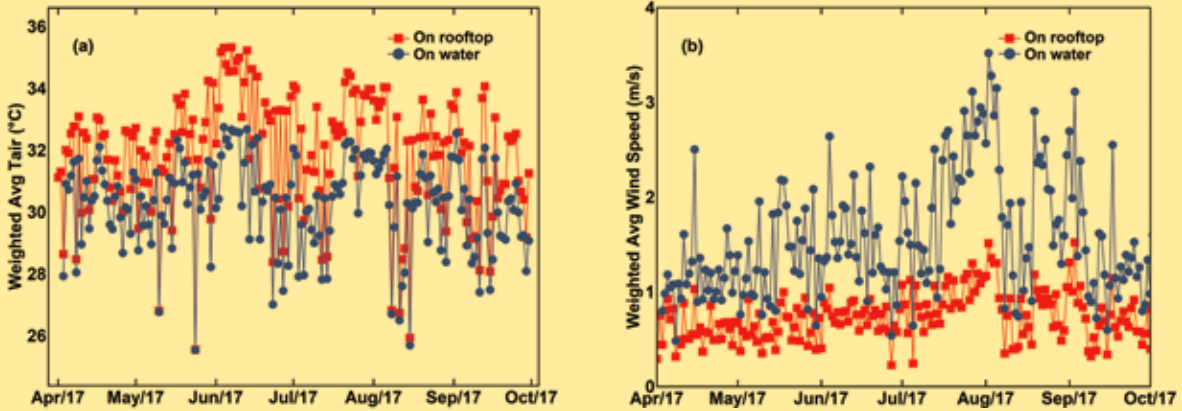 (a)
On rooftop
On water
Weighted Avg Tair (°C)
36
34
32
30
28
26
Apr/17 May/17 Jun/17 Jul/17 Aug/17 Sep/17 Oct/17
(b)
On rooftop
On water
Weighted Avg Wind Speed (m/s)
4
3
2
1
0
Apr/17 May/17 Jun/17 Jul/17 Aug/17 Sep/17 Oct/17